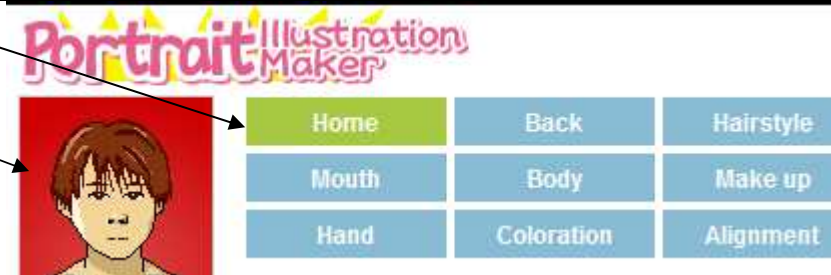 Portrait Illustration
Maker
Home Back Hairstyle
Mouth Body Make up
Hand Coloration Alignment